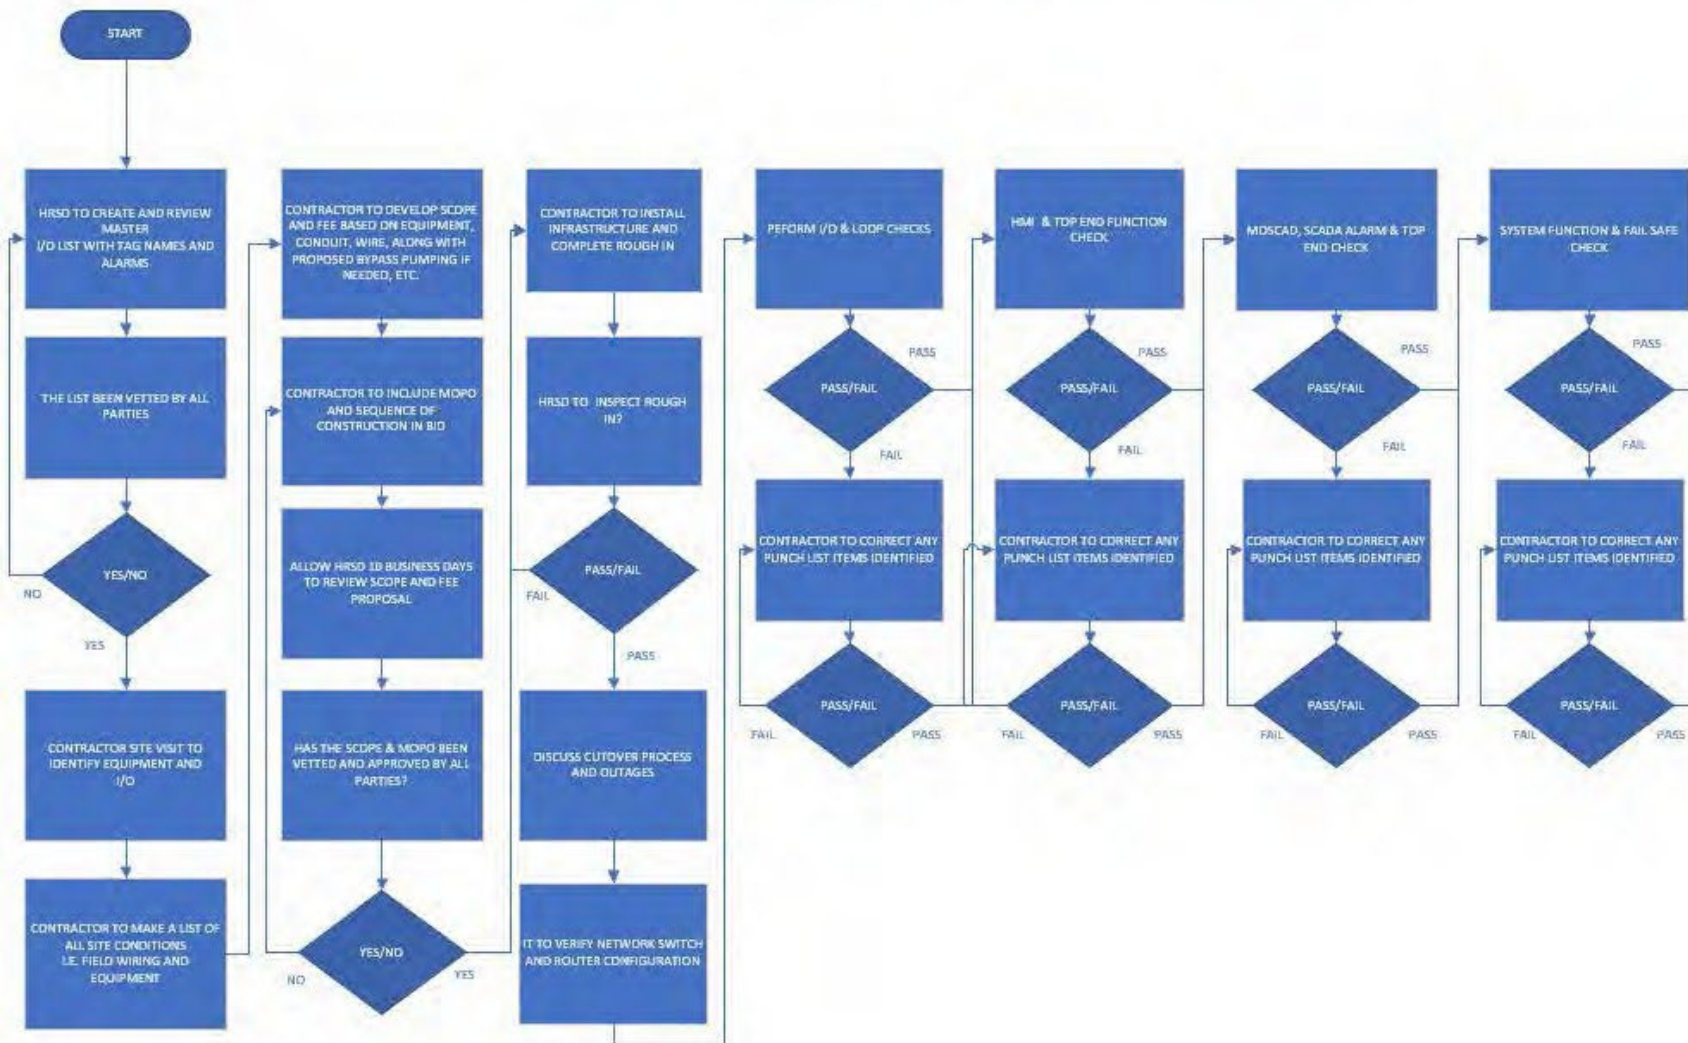 START
HRSD TO CREATE AND REVIEW
MASTER
I/O LIST WITH TAG NAMES AND
ALARMS
THE LIST BEEN VETTED BY ALL
PARTIES
YES/NO
NO
YES
CONTRACTOR SITE VISIT TO
IDENTIFY EQUIPMENT AND
I/O
CONTRACTOR TO MAKE A LIST OF
ALL SITE CONDITIONS
I.E. FIELD WIRING AND
EQUIPMENT
CONTRACTOR TO DEVELOP SCOPE
AND FEE BASED ON EQUIPMENT,
CONDUIT, WIRE, ALONG WITH
PROPOSED BYPASS PUMPING IF
NEEDED, ETC.
CONTRACTOR TO INCLUDE MOPO
AND SEQUENCE OF
CONSTRUCTION IN BID
ALLOW HRSD 10 BUSINESS DAYS
TO REVIEW SCOPE AND FEE
PROPOSAL
HAS THE SCOPE & MOPO BEEN
VETTED AND APPROVED BY ALL
PARTIES?
YES/NO
NO
YES
CONTRACTOR TO INSTALL
INFRASTRUCTURE AND
COMPLETE ROUGH IN
HRSD TO INSPECT ROUGH
IN?
PASS/FAIL
FAIL
PASS
DISCUSS CUTOVER PROCESS
AND OUTAGES
IT TO VERIFY NETWORK SWITCH
AND ROUTER CONFIGURATION
PEFORM I/O & LOOP CHECKS
PASS
PASS/FAIL
FAIL
CONTRACTOR TO CORRECT ANY
PUNCH LIST ITEMS IDENTIFIED
PASS/FAIL
FAIL
PASS
HMI & TOP END FUNCTION
CHECK
PASS
PASS/FAIL
FAIL
CONTRACTOR TO CORRECT ANY
PUNCH LIST ITEMS IDENTIFIED
PASS/FAIL
FAIL
PASS
MOSCAD, SCADA ALARM & TOP
END CHECK
PASS
PASS/FAIL
FAIL
CONTRACTOR TO CORRECT ANY
PUNCH LIST ITEMS IDENTIFIED
PASS/FAIL
FAIL
PASS
SYSTEM FUNCTION & FAIL SAFE
CHECK
PASS
PASS/FAIL
FAIL
CONTRACTOR TO CORRECT ANY
PUNCH LIST ITEMS IDENTIFIED
PASS/FAIL
FAIL
PASS